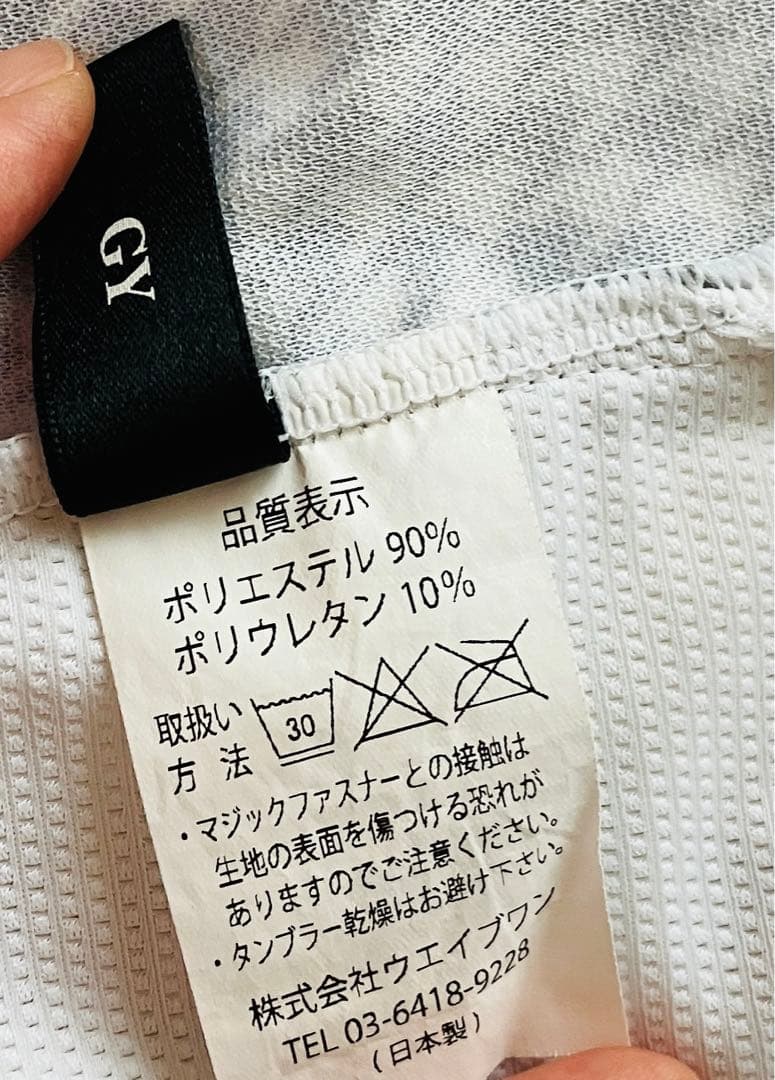 GY
品質表示
ポリエステル 90%
ポリウレタン 10%
取扱い
方 法
30
・マジックファスナーとの接触は
生地の表面を傷つける恐れが
ありますのでご注意ください。
・タンブラー乾燥はお避け下さい。
株式会社ウエイブワン
TEL 03-6418-9228
(日本製)